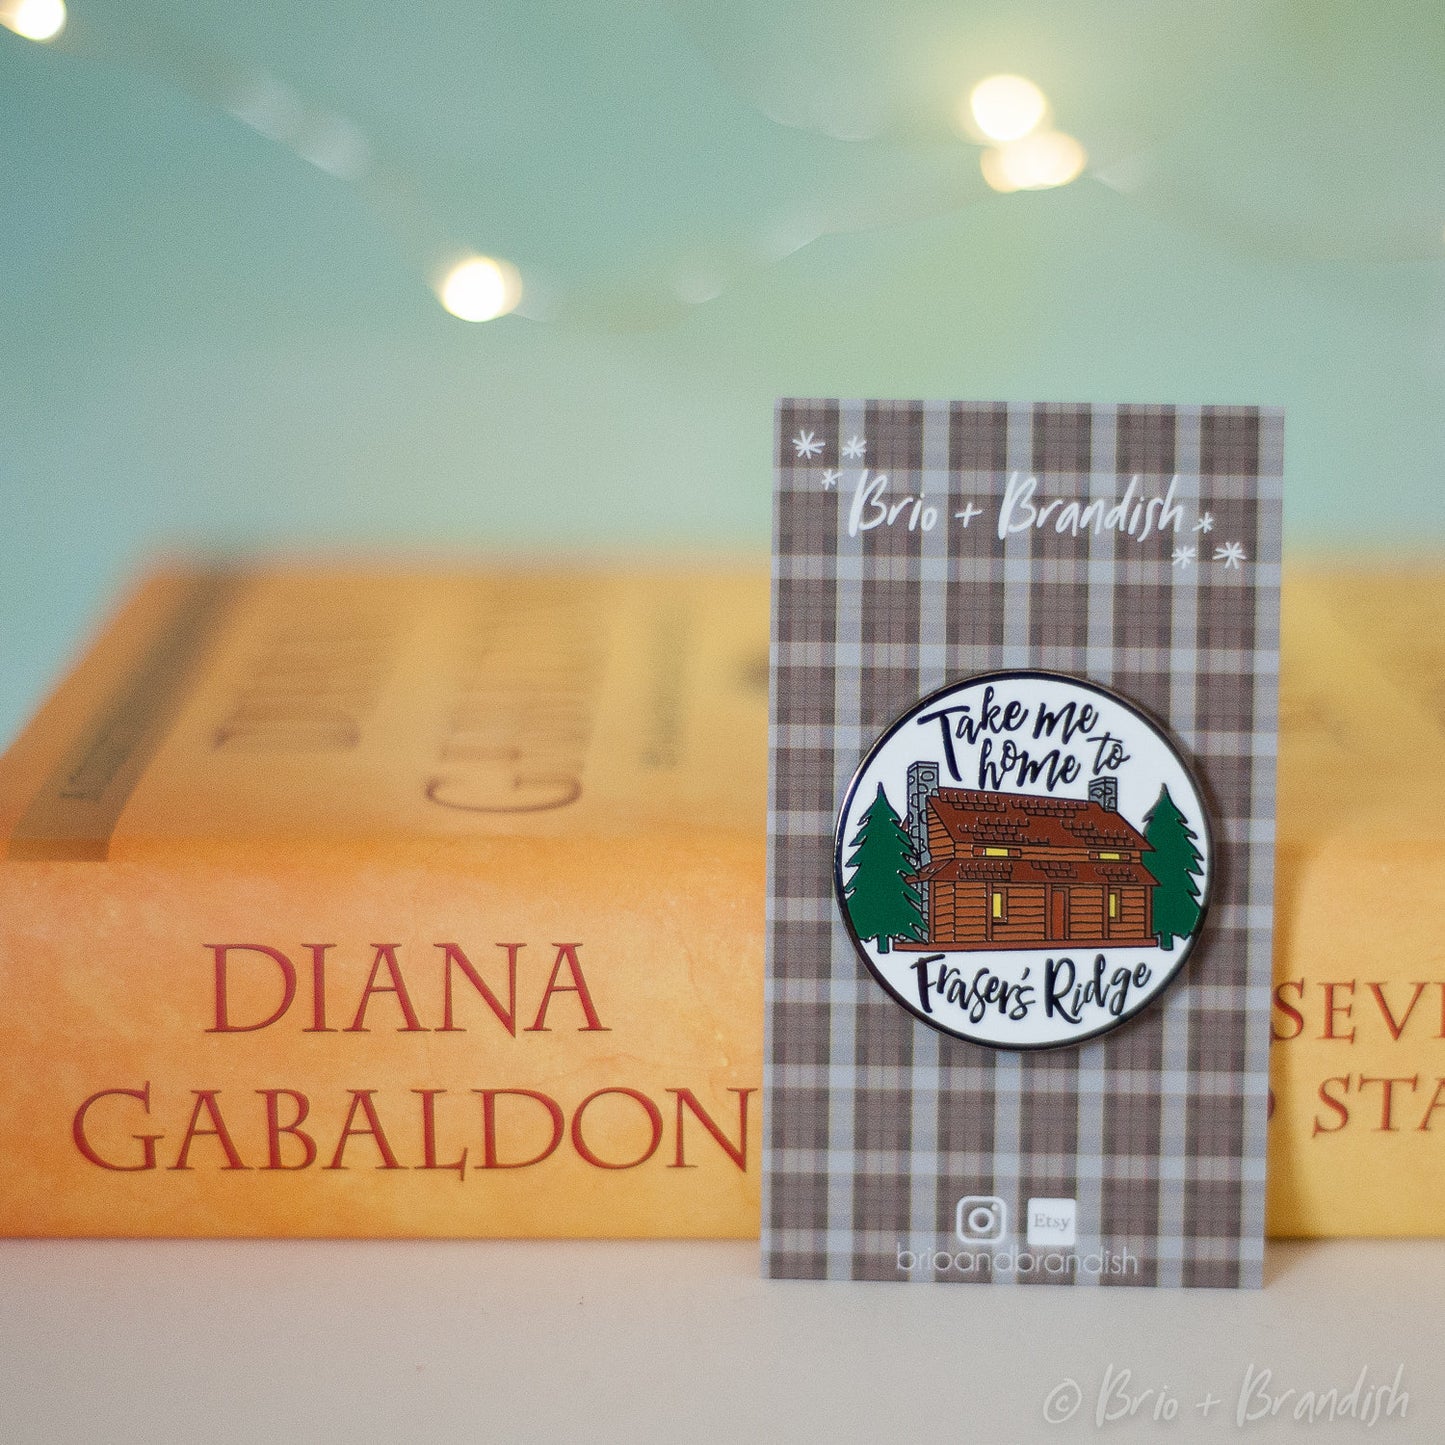 Brio + Brandish
Take me
home to
Fraser's Ridge
DIANA
GABALDON
SEV
STA
Etsy
brioandbrandish
© Brio + Brandish